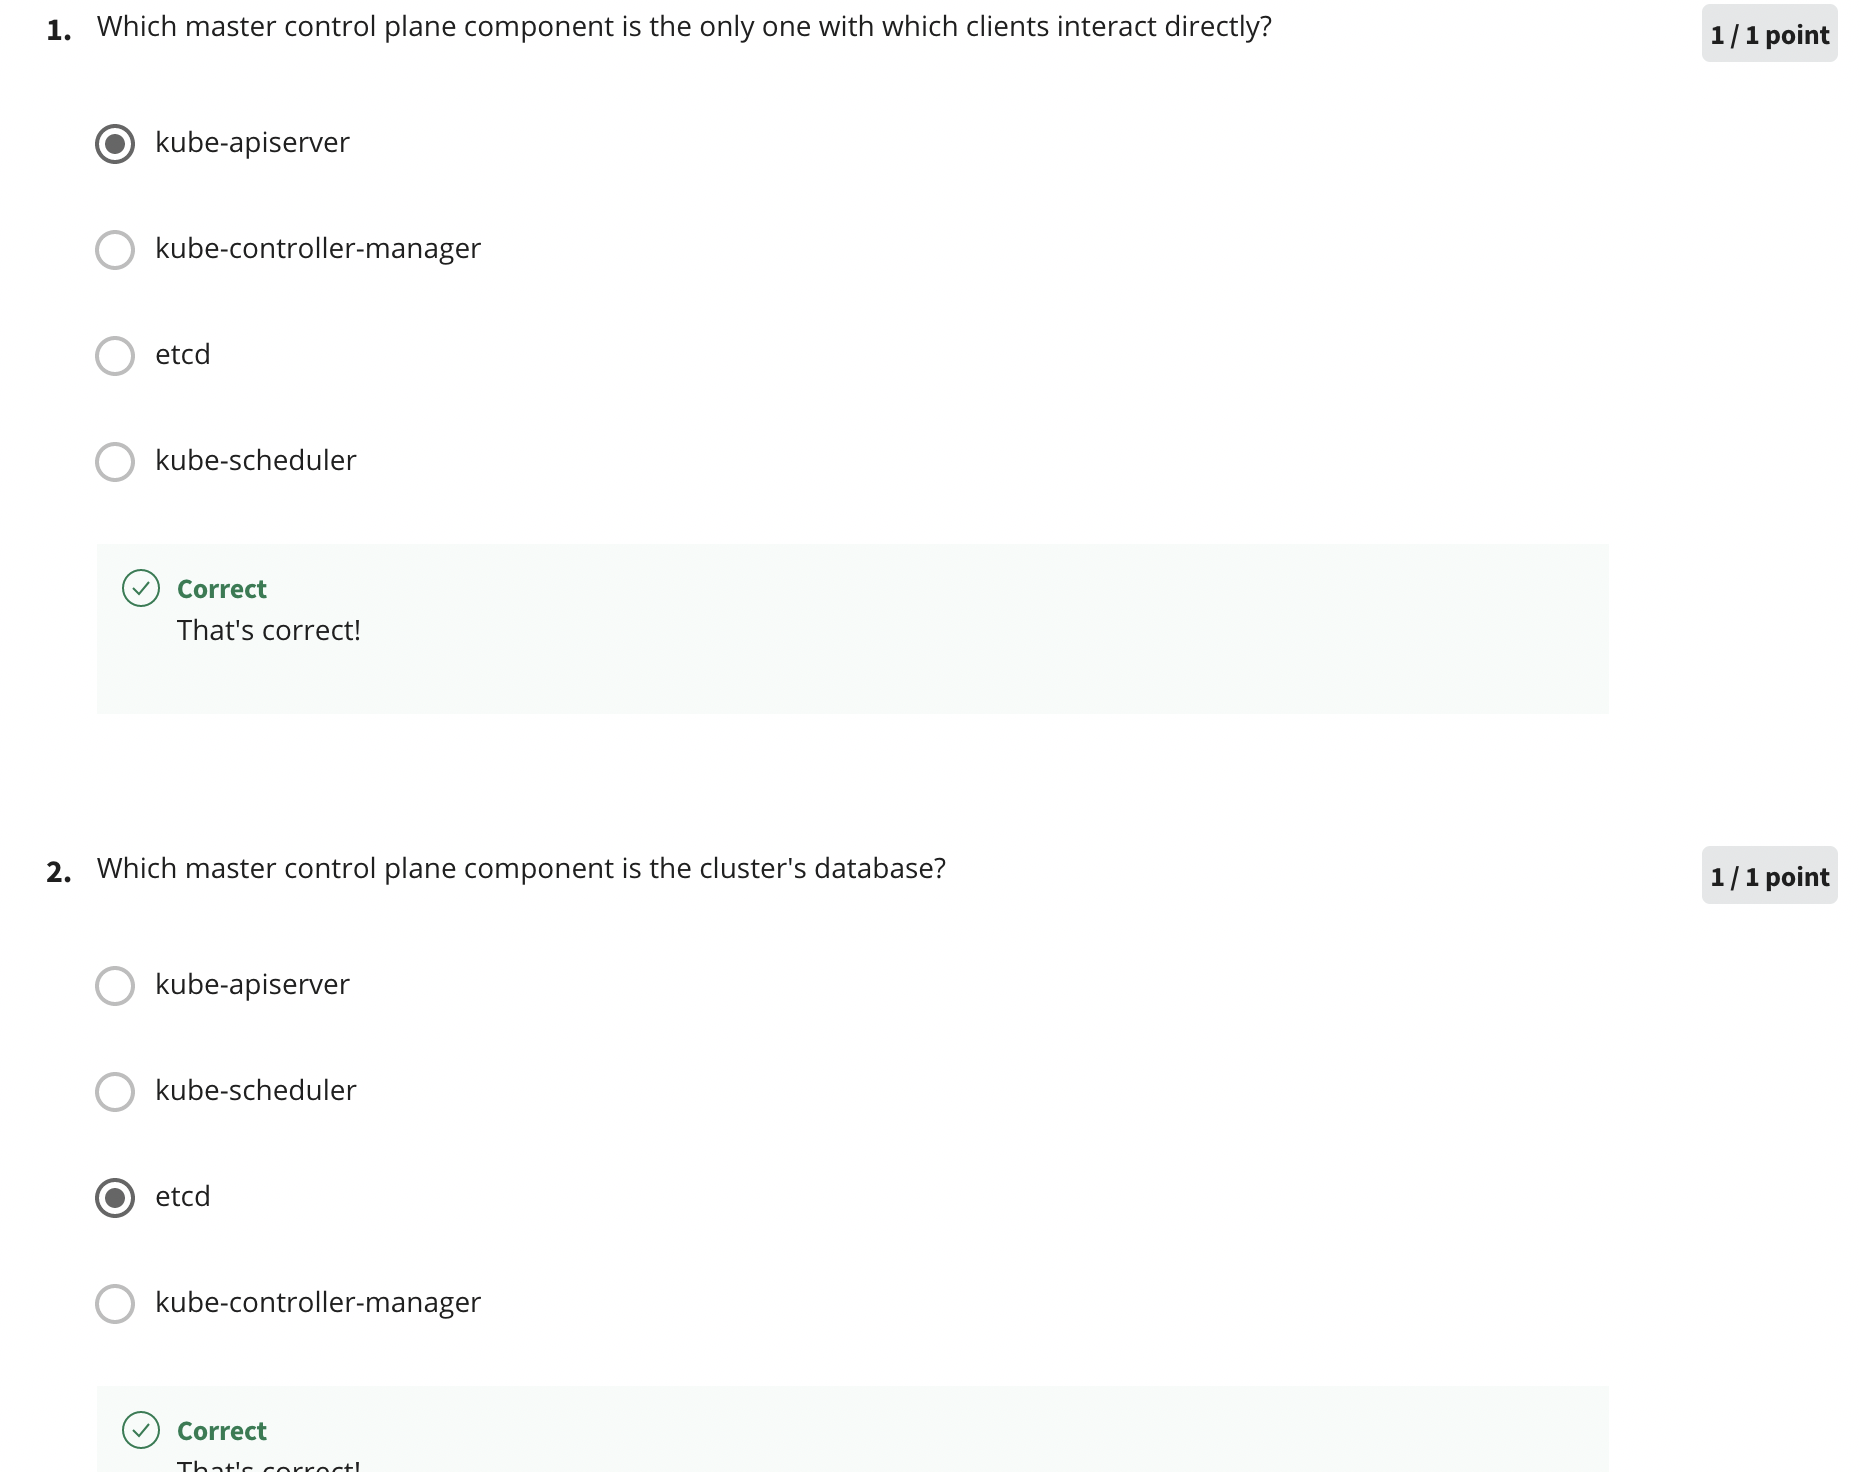 1. Which master control plane component is the only one with which clients interact directly?
1 / 1 point
kube-apiserver
kube-controller-manager
etcd
kube-scheduler
Correct
That's correct!
2. Which master control plane component is the cluster's database?
1 / 1 point
kube-apiserver
kube-scheduler
etcd
kube-controller-manager
Correct
That's correct!